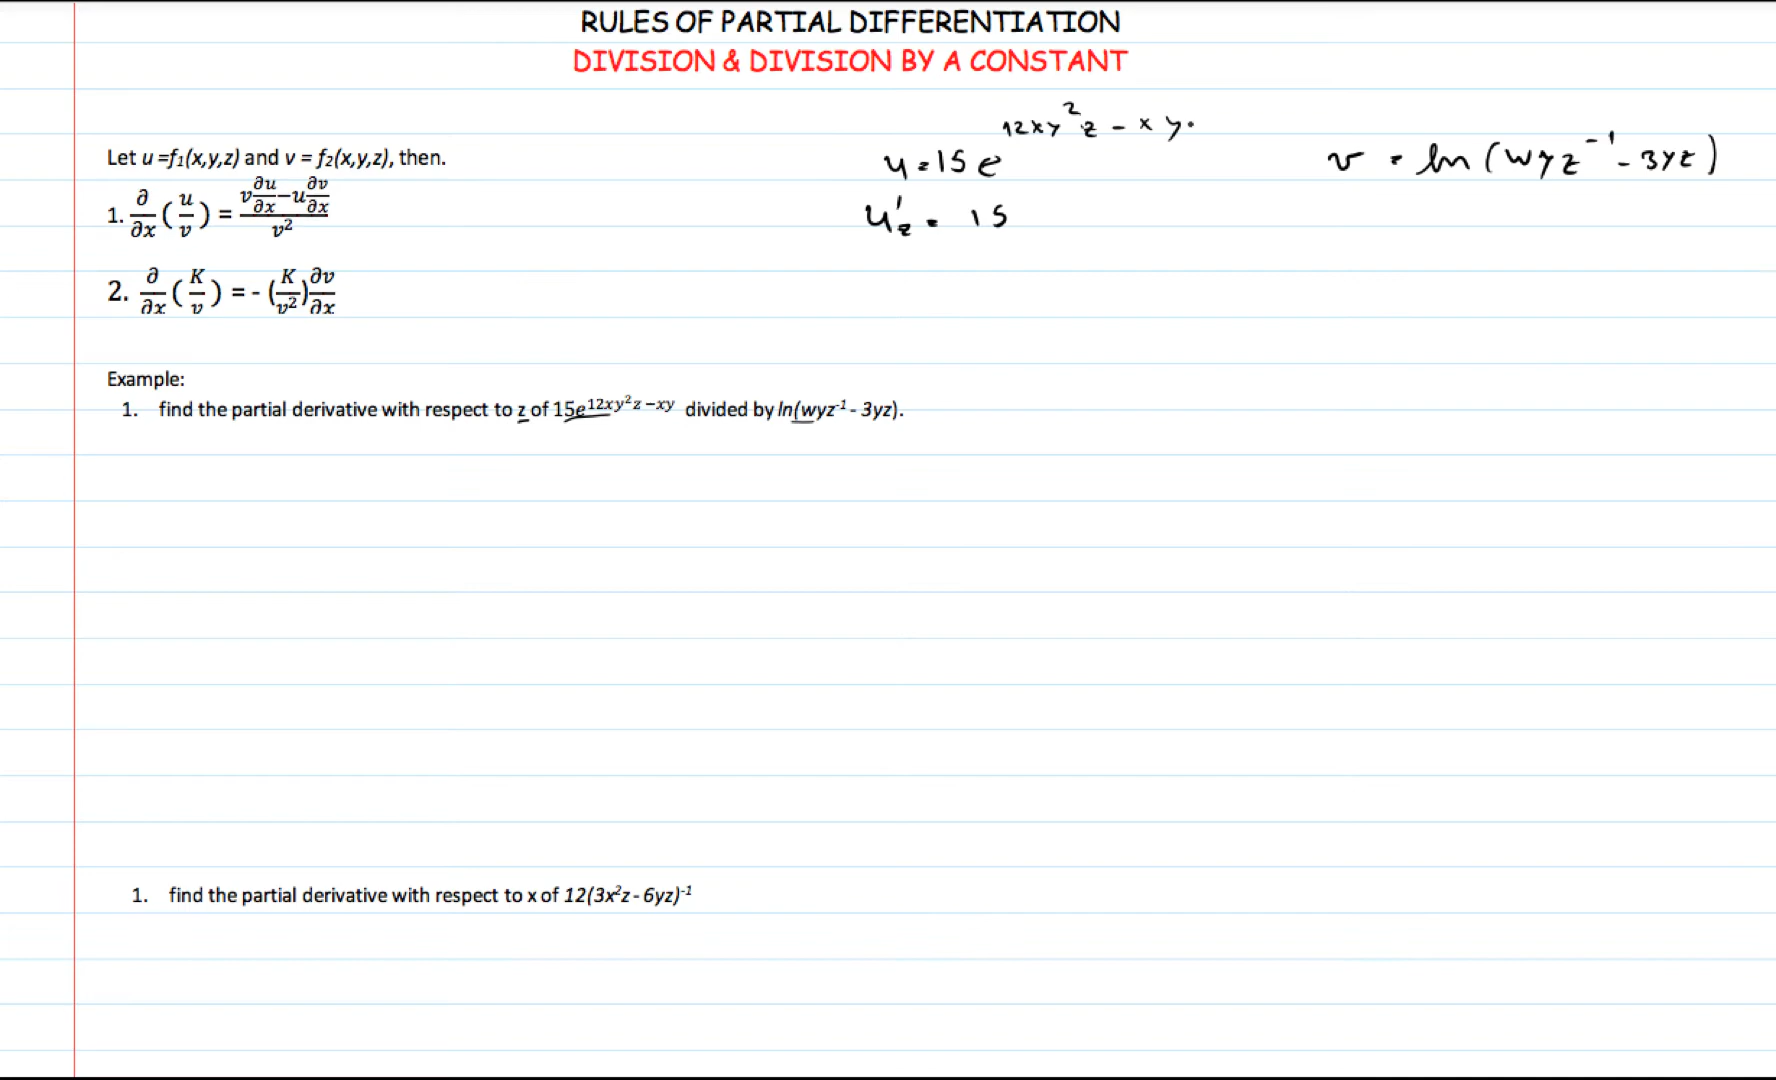 RULES OF PARTIAL DIFFERENTIATION
DIVISION & DIVISION BY A CONSTANT
Let u =f₁(x,y,z) and v = f₂(x,y,z), then.
1. ∂/∂x (u/v) = (v ∂u/∂x − u ∂v/∂x)/v²
2. ∂/∂x (K/v) = - (K/v²) ∂v/∂x
u = 15 e^(12xy²z − xy).
u'z = 15
v = ln (wyz⁻¹ - 3yz)
Example:
1. find the partial derivative with respect to z of 15e^(12xy²z −xy) divided by ln(wyz⁻¹ - 3yz).
1. find the partial derivative with respect to x of 12(3x²z - 6yz)⁻¹